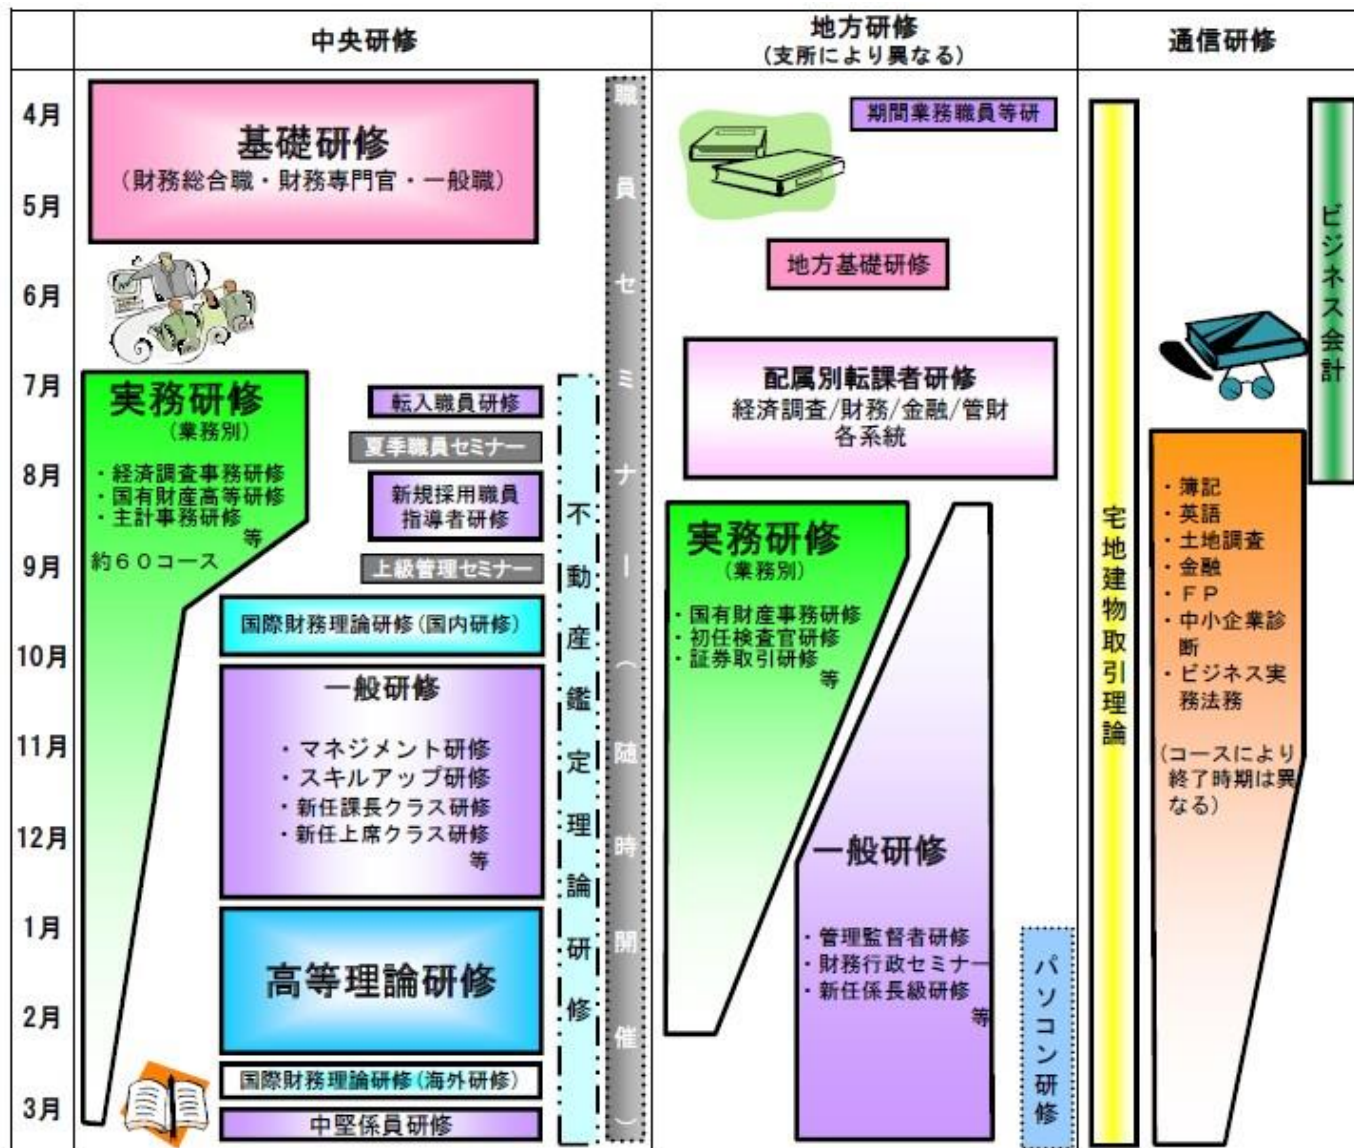 中央研修
地方研修
(支所により異なる)
通信研修
4月
5月
6月
7月
8月
9月
10月
11月
12月
1月
2月
3月
基礎研修
(財務総合職・財務専門官・一般職)
実務研修
(業務別)
・経済調査事務研修
・国有財産高等研修
・主計事務研修
等
約60コース
転入職員研修
夏季職員セミナー
新規採用職員
指導者研修
上級管理セミナー
国際財務理論研修(国内研修)
一般研修
・マネジメント研修
・スキルアップ研修
・新任課長クラス研修
・新任上席クラス研修
等
高等理論研修
国際財務理論研修(海外研修)
中堅係員研修
不動産鑑定理論研修
職員セミナー(随時開催)
期間業務職員等研
地方基礎研修
配属別転課者研修
経済調査/財務/金融/管財
各系統
実務研修
(業務別)
・国有財産事務研修
・初任検査官研修
・証券取引研修
等
一般研修
・管理監督者研修
・財務行政セミナー
・新任係長級研修
等
パソコン研修
宅地建物取引理論
ビジネス会計
・簿記
・英語
・土地調査
・金融
・FP
・中小企業診
断
・ビジネス実
務法務
(コースにより
終了時期は異
なる)